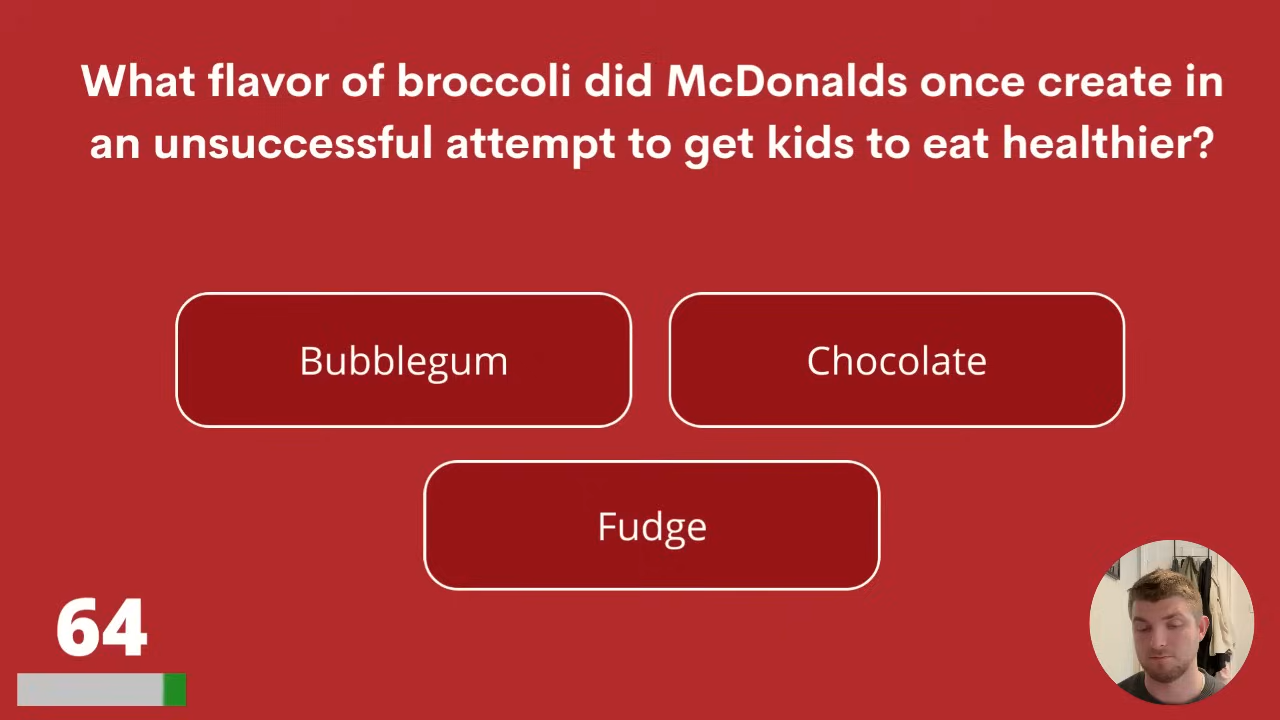 What flavor of broccoli did McDonalds once create in
an unsuccessful attempt to get kids to eat healthier?
Bubblegum
Chocolate
Fudge
64